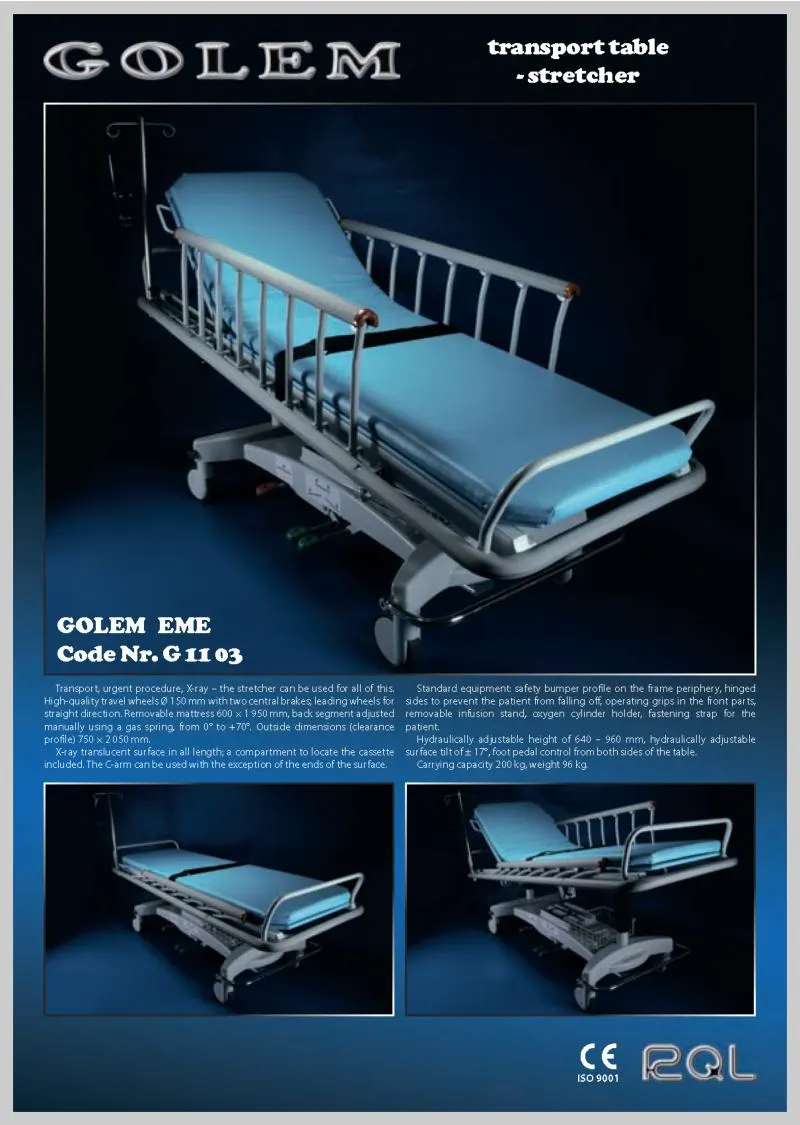 GOLEM
transport table
- stretcher
GOLEM EME
Code Nr. G 11 03
Transport, urgent procedure, X-ray – the stretcher can be used for all of this.
High-quality travel wheels Ø 150 mm with two central brakes; leading wheels for
straight direction. Removable mattress 600 × 1 950 mm, back segment adjusted
manually using a gas spring, from 0° to +70°. Outside dimensions (clearance
profile) 750 × 2 050 mm.
X-ray translucent surface in all length; a compartment to locate the cassette
included. The C-arm can be used with the exception of the ends of the surface.
Standard equipment: safety bumper profile on the frame periphery, hinged
sides to prevent the patient from falling off, operating grips in the front parts,
removable infusion stand, oxygen cylinder holder, fastening strap for the
patient.
Hydraulically adjustable height of 640 – 960 mm, hydraulically adjustable
surface tilt of ± 17°, foot pedal control from both sides of the table.
Carrying capacity 200 kg, weight 96 kg.
CE
ISO 9001
RQL